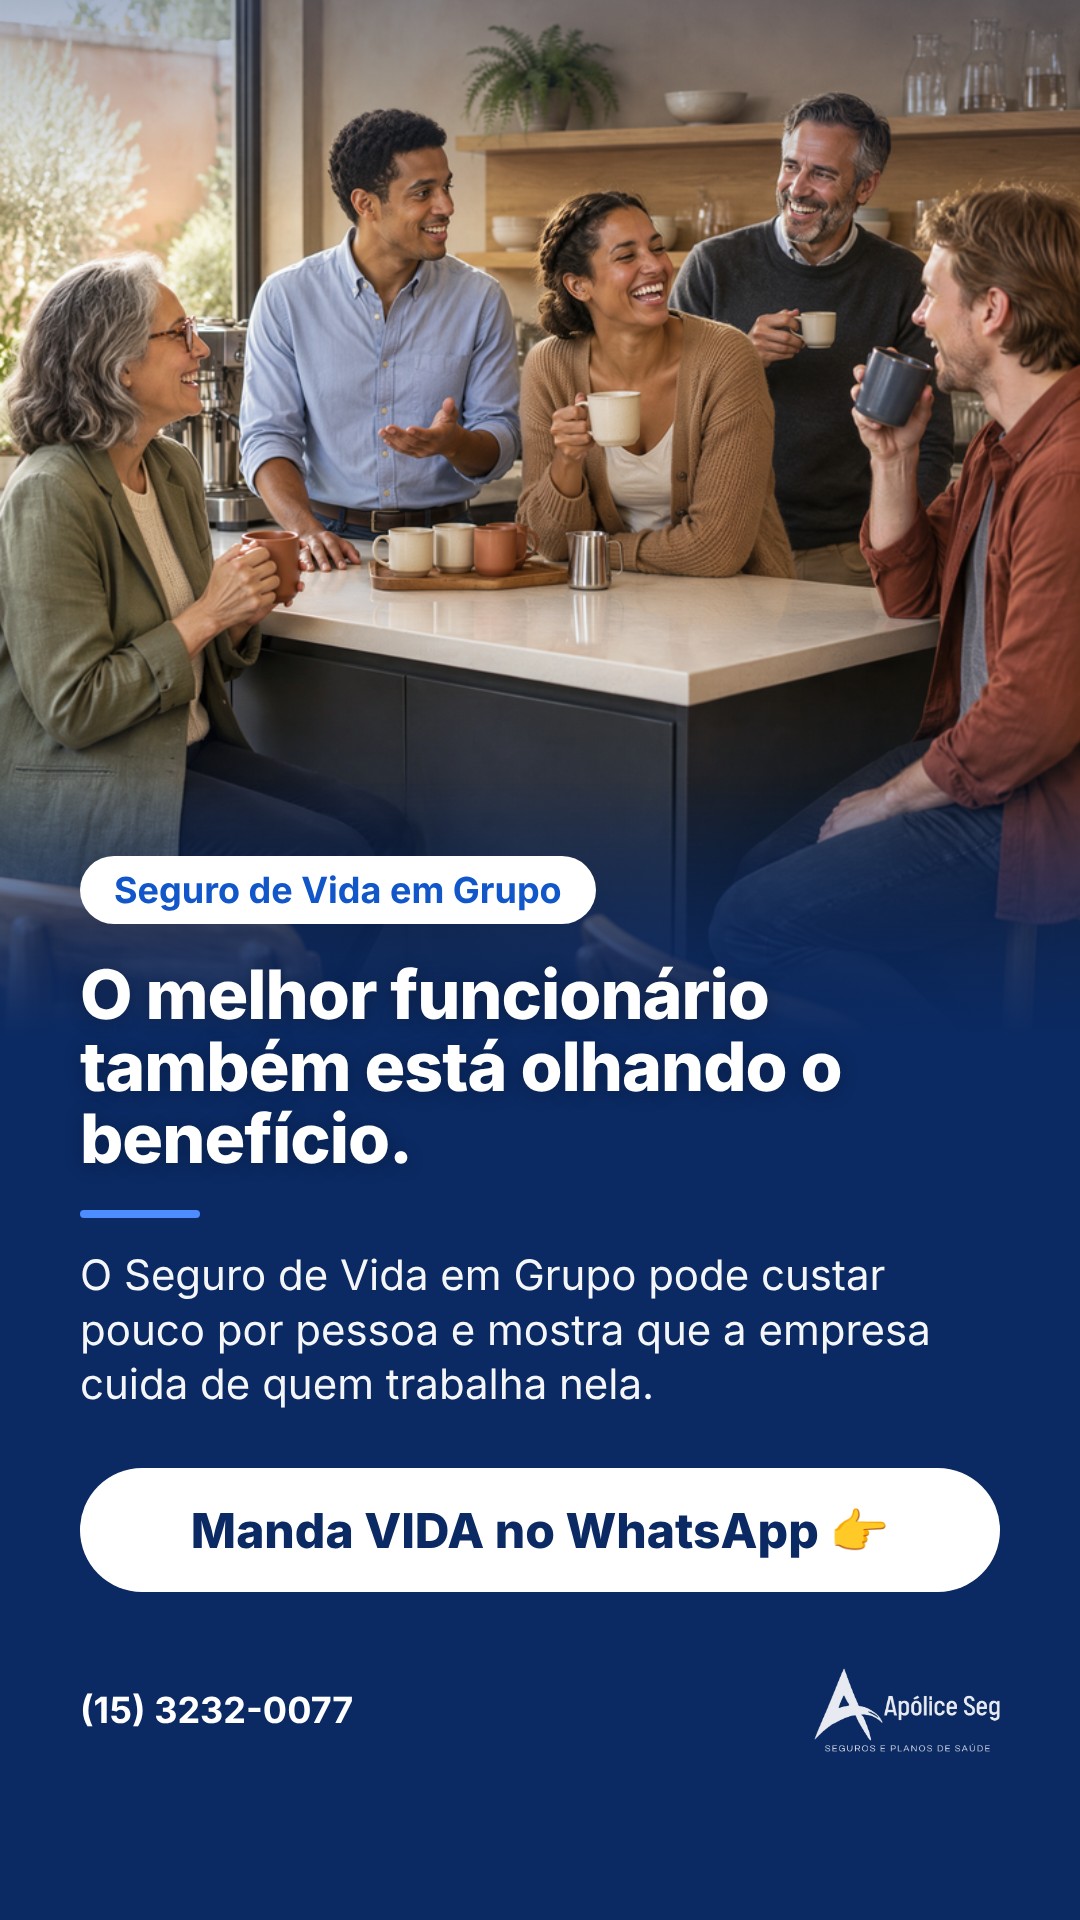 Seguro de Vida em Grupo
O melhor funcionário
também está olhando o
benefício.
O Seguro de Vida em Grupo pode custar
pouco por pessoa e mostra que a empresa
cuida de quem trabalha nela.
Manda VIDA no WhatsApp 👉
(15) 3232-0077
Apólice Seg
SEGUROS E PLANOS DE SAÚDE